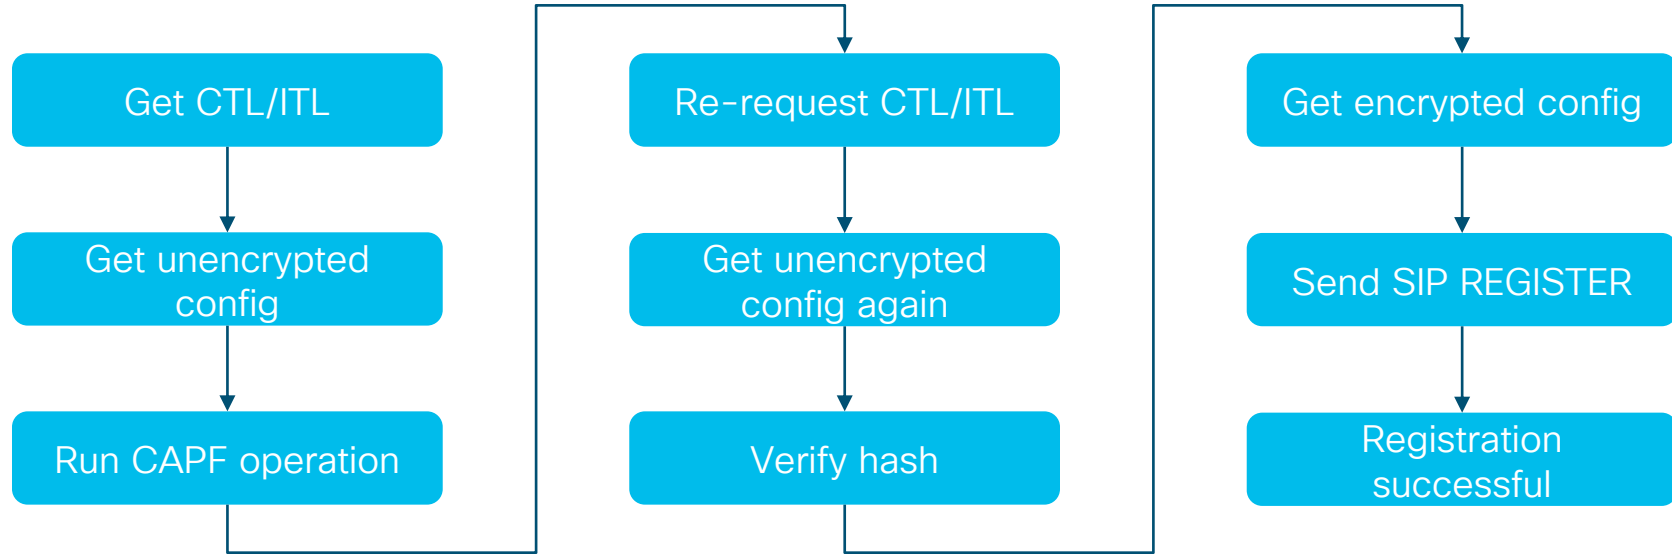 Get CTL/ITL
Get unencrypted
config
Run CAPF operation
Re-request CTL/ITL
Get unencrypted
config again
Verify hash
Get encrypted config
Send SIP REGISTER
Registration
successful